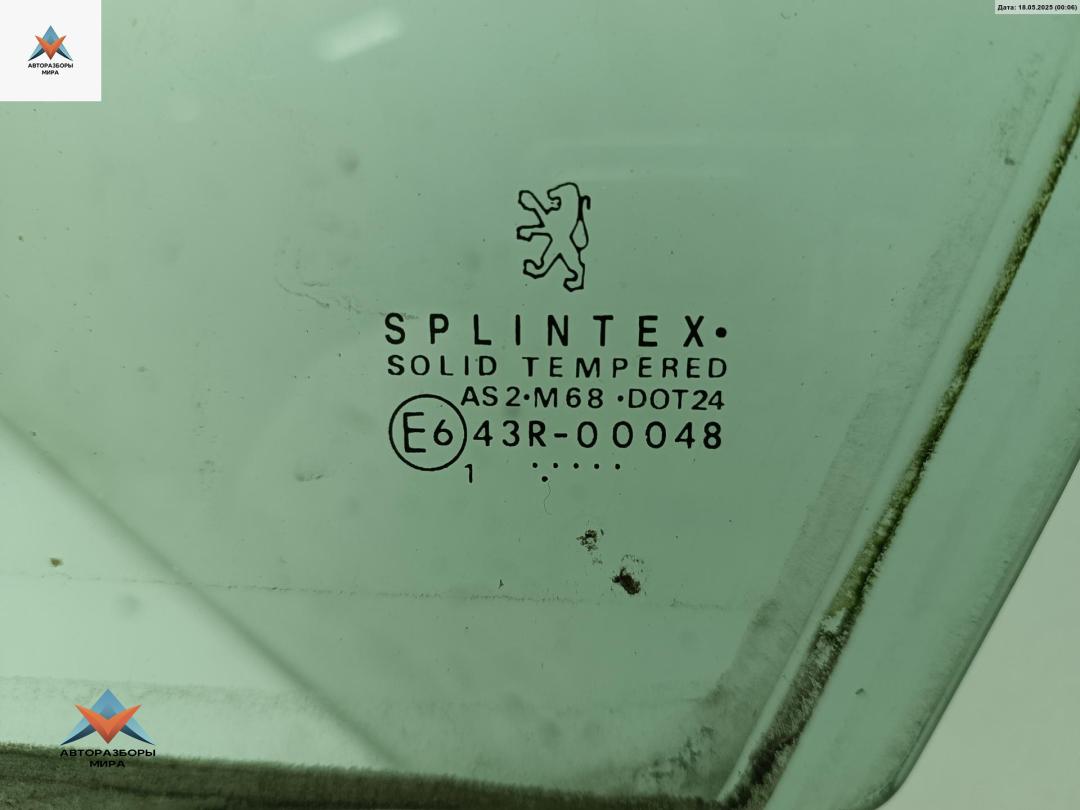 Дата: 18.05.2025 (00:06)
АВТОРАЗБОРЫ
МИРА
SPLINTEX•
SOLID TEMPERED
AS2•M68 •DOT24
E6 43R-00048
1 .....
.
АВТОРАЗБОРЫ
МИРА